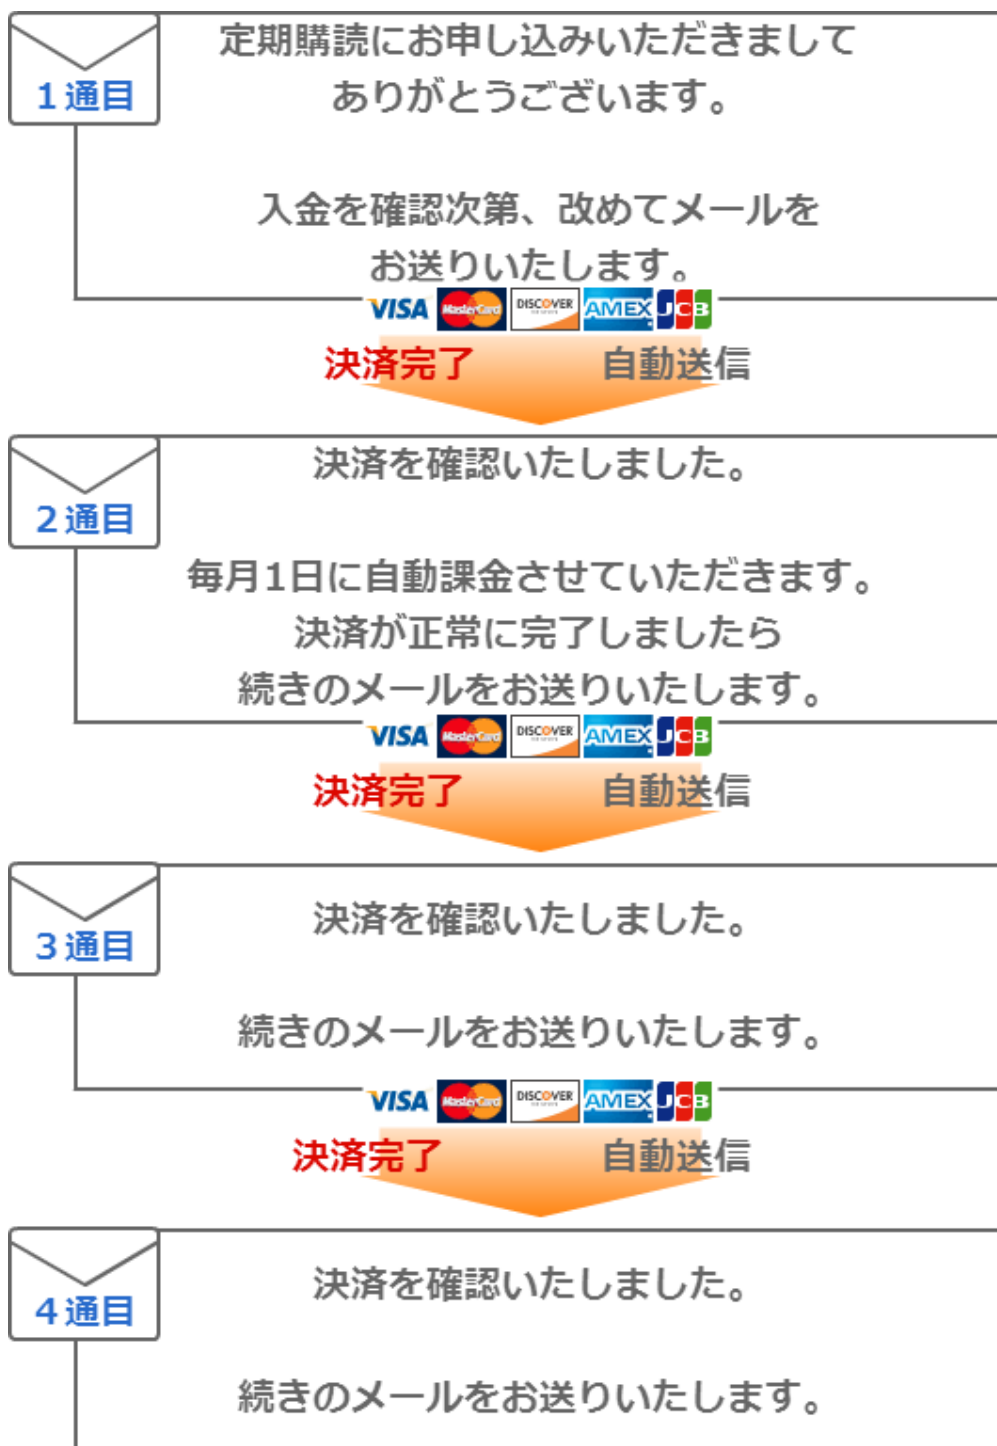 定期購読にお申し込みいただきまして
1通目
ありがとうございます。
入金を確認次第、改めてメールを
お送りいたします。
VISA MasterCard DISCOVER AMEX JCB
決済完了 自動送信
決済を確認いたしました。
2通目
毎月1日に自動課金させていただきます。
決済が正常に完了しましたら
続きのメールをお送りいたします。
VISA MasterCard DISCOVER AMEX JCB
決済完了 自動送信
決済を確認いたしました。
3通目
続きのメールをお送りいたします。
VISA MasterCard DISCOVER AMEX JCB
決済完了 自動送信
決済を確認いたしました。
4通目
続きのメールをお送りいたします。